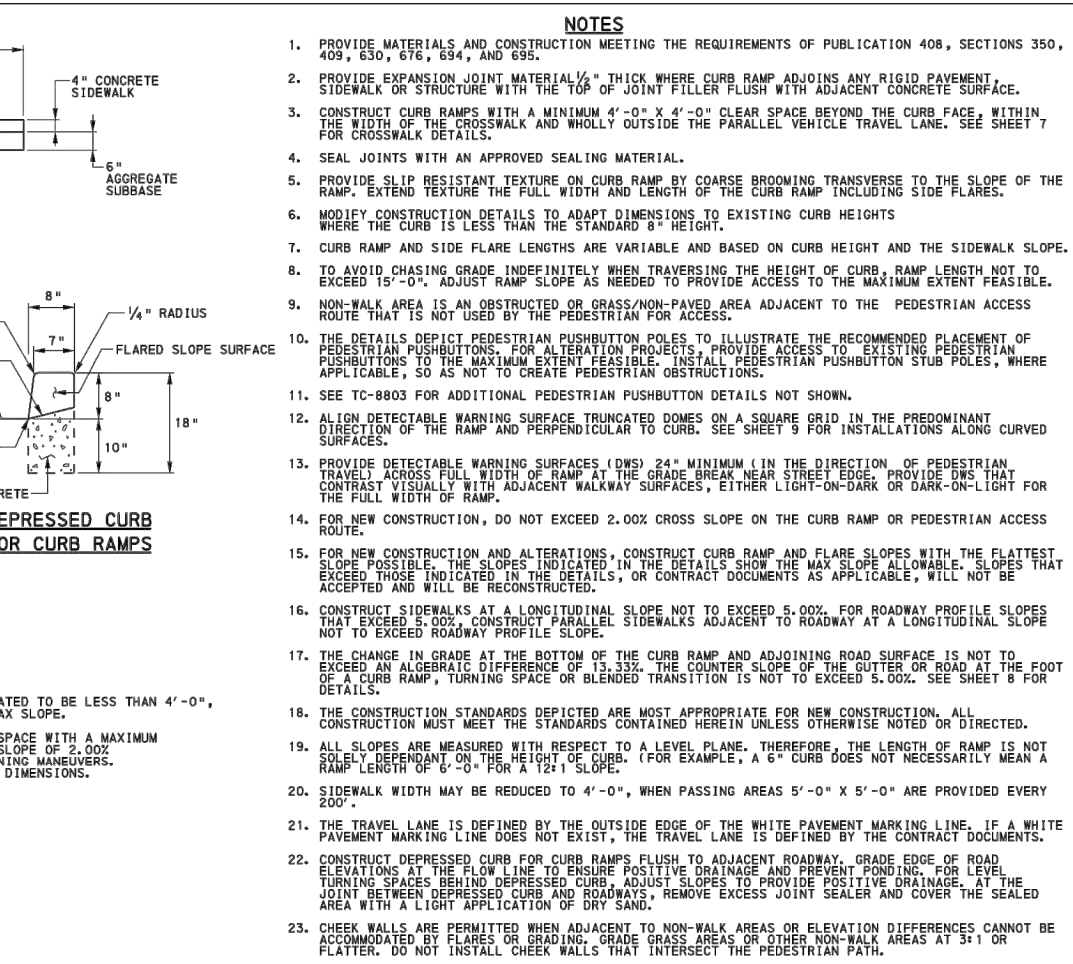 4" CONCRETE
SIDEWALK
6"
AGGREGATE
SUBBASE
8"
1/4" RADIUS
7"
FLARED SLOPE SURFACE
8"
18"
10"
RETE
EPRESSED CURB
OR CURB RAMPS
ATED TO BE LESS THAN 4'-0",
AX SLOPE.
SPACE WITH A MAXIMUM
SLOPE OF 2.00%
NING MANEUVERS.
DIMENSIONS.
NOTES
1. PROVIDE MATERIALS AND CONSTRUCTION MEETING THE REQUIREMENTS OF PUBLICATION 408, SECTIONS 350,
409, 630, 676, 694, AND 695.
2. PROVIDE EXPANSION JOINT MATERIAL 1/2" THICK WHERE CURB RAMP ADJOINS ANY RIGID PAVEMENT,
SIDEWALK OR STRUCTURE WITH THE TOP OF JOINT FILLER FLUSH WITH ADJACENT CONCRETE SURFACE.
3. CONSTRUCT CURB RAMPS WITH A MINIMUM 4'-0" X 4'-0" CLEAR SPACE BEYOND THE CURB FACE, WITHIN
THE WIDTH OF THE CROSSWALK AND WHOLLY OUTSIDE THE PARALLEL VEHICLE TRAVEL LANE. SEE SHEET 7
FOR CROSSWALK DETAILS.
4. SEAL JOINTS WITH AN APPROVED SEALING MATERIAL.
5. PROVIDE SLIP RESISTANT TEXTURE ON CURB RAMP BY COARSE BROOMING TRANSVERSE TO THE SLOPE OF THE
RAMP. EXTEND TEXTURE THE FULL WIDTH AND LENGTH OF THE CURB RAMP INCLUDING SIDE FLARES.
6. MODIFY CONSTRUCTION DETAILS TO ADAPT DIMENSIONS TO EXISTING CURB HEIGHTS
WHERE THE CURB IS LESS THAN THE STANDARD 8" HEIGHT.
7. CURB RAMP AND SIDE FLARE LENGTHS ARE VARIABLE AND BASED ON CURB HEIGHT AND THE SIDEWALK SLOPE.
8. TO AVOID CHASING GRADE INDEFINITELY WHEN TRAVERSING THE HEIGHT OF CURB, RAMP LENGTH NOT TO
EXCEED 15'-0". ADJUST RAMP SLOPE AS NEEDED TO PROVIDE ACCESS TO THE MAXIMUM EXTENT FEASIBLE.
9. NON-WALK AREA IS AN OBSTRUCTED OR GRASS/NON-PAVED AREA ADJACENT TO THE PEDESTRIAN ACCESS
ROUTE THAT IS NOT USED BY THE PEDESTRIAN FOR ACCESS.
10. THE DETAILS DEPICT PEDESTRIAN PUSHBUTTON POLES TO ILLUSTRATE THE RECOMMENDED PLACEMENT OF
PEDESTRIAN PUSHBUTTONS. FOR ALTERATION PROJECTS, PROVIDE ACCESS TO EXISTING PEDESTRIAN
PUSHBUTTONS TO THE MAXIMUM EXTENT FEASIBLE. INSTALL PEDESTRIAN PUSHBUTTON STUB POLES, WHERE
APPLICABLE, SO AS NOT TO CREATE PEDESTRIAN OBSTRUCTIONS.
11. SEE TC-8803 FOR ADDITIONAL PEDESTRIAN PUSHBUTTON DETAILS NOT SHOWN.
12. ALIGN DETECTABLE WARNING SURFACE TRUNCATED DOMES ON A SQUARE GRID IN THE PREDOMINANT
DIRECTION OF THE RAMP AND PERPENDICULAR TO CURB. SEE SHEET 9 FOR INSTALLATIONS ALONG CURVED
SURFACES.
13. PROVIDE DETECTABLE WARNING SURFACES (DWS) 24" MINIMUM (IN THE DIRECTION OF PEDESTRIAN
TRAVEL) ACROSS FULL WIDTH OF RAMP AT THE GRADE BREAK NEAR STREET EDGE. PROVIDE DWS THAT
CONTRAST VISUALLY WITH ADJACENT WALKWAY SURFACES, EITHER LIGHT-ON-DARK OR DARK-ON-LIGHT FOR
THE FULL WIDTH OF RAMP.
14. FOR NEW CONSTRUCTION, DO NOT EXCEED 2.00% CROSS SLOPE ON THE CURB RAMP OR PEDESTRIAN ACCESS
ROUTE.
15. FOR NEW CONSTRUCTION AND ALTERATIONS, CONSTRUCT CURB RAMP AND FLARE SLOPES WITH THE FLATTEST
SLOPE POSSIBLE. THE SLOPES INDICATED IN THE DETAILS SHOW THE MAX SLOPE ALLOWABLE. SLOPES THAT
EXCEED THOSE INDICATED IN THE DETAILS, OR CONTRACT DOCUMENTS AS APPLICABLE, WILL NOT BE
ACCEPTED AND WILL BE RECONSTRUCTED.
16. CONSTRUCT SIDEWALKS AT A LONGITUDINAL SLOPE NOT TO EXCEED 5.00%. FOR ROADWAY PROFILE SLOPES
THAT EXCEED 5.00%, CONSTRUCT PARALLEL SIDEWALKS ADJACENT TO ROADWAY AT A LONGITUDINAL SLOPE
NOT TO EXCEED ROADWAY PROFILE SLOPE.
17. THE CHANGE IN GRADE AT THE BOTTOM OF THE CURB RAMP AND ADJOINING ROAD SURFACE IS NOT TO
EXCEED AN ALGEBRAIC DIFFERENCE OF 13.33%. THE COUNTER SLOPE OF THE GUTTER OR ROAD AT THE FOOT
OF A CURB RAMP, TURNING SPACE OR BLENDED TRANSITION IS NOT TO EXCEED 5.00%. SEE SHEET 8 FOR
DETAILS.
18. THE CONSTRUCTION STANDARDS DEPICTED ARE MOST APPROPRIATE FOR NEW CONSTRUCTION. ALL
CONSTRUCTION MUST MEET THE STANDARDS CONTAINED HEREIN UNLESS OTHERWISE NOTED OR DIRECTED.
19. ALL SLOPES ARE MEASURED WITH RESPECT TO A LEVEL PLANE. THEREFORE, THE LENGTH OF RAMP IS NOT
SOLELY DEPENDANT ON THE HEIGHT OF CURB. (FOR EXAMPLE, A 6" CURB DOES NOT NECESSARILY MEAN A
RAMP LENGTH OF 6'-0" FOR A 12:1 SLOPE.
20. SIDEWALK WIDTH MAY BE REDUCED TO 4'-0", WHEN PASSING AREAS 5'-0" X 5'-0" ARE PROVIDED EVERY
200'.
21. THE TRAVEL LANE IS DEFINED BY THE OUTSIDE EDGE OF THE WHITE PAVEMENT MARKING LINE. IF A WHITE
PAVEMENT MARKING LINE DOES NOT EXIST, THE TRAVEL LANE IS DEFINED BY THE CONTRACT DOCUMENTS.
22. CONSTRUCT DEPRESSED CURB FOR CURB RAMPS FLUSH TO ADJACENT ROADWAY. GRADE EDGE OF ROAD
ELEVATIONS AT THE FLOW LINE TO ENSURE POSITIVE DRAINAGE AND PREVENT PONDING. FOR LEVEL
TURNING SPACES BEHIND DEPRESSED CURB, ADJUST SLOPES TO PROVIDE POSITIVE DRAINAGE. AT THE
JOINT BETWEEN DEPRESSED CURB AND ROADWAYS, REMOVE EXCESS JOINT SEALER AND COVER THE SEALED
AREA WITH A LIGHT APPLICATION OF DRY SAND.
23. CHEEK WALLS ARE PERMITTED WHEN ADJACENT TO NON-WALK AREAS OR ELEVATION DIFFERENCES CANNOT BE
ACCOMMODATED BY FLARES OR GRADING. GRADE GRASS AREAS OR OTHER NON-WALK AREAS AT 3:1 OR
FLATTER. DO NOT INSTALL CHEEK WALLS THAT INTERSECT THE PEDESTRIAN PATH.